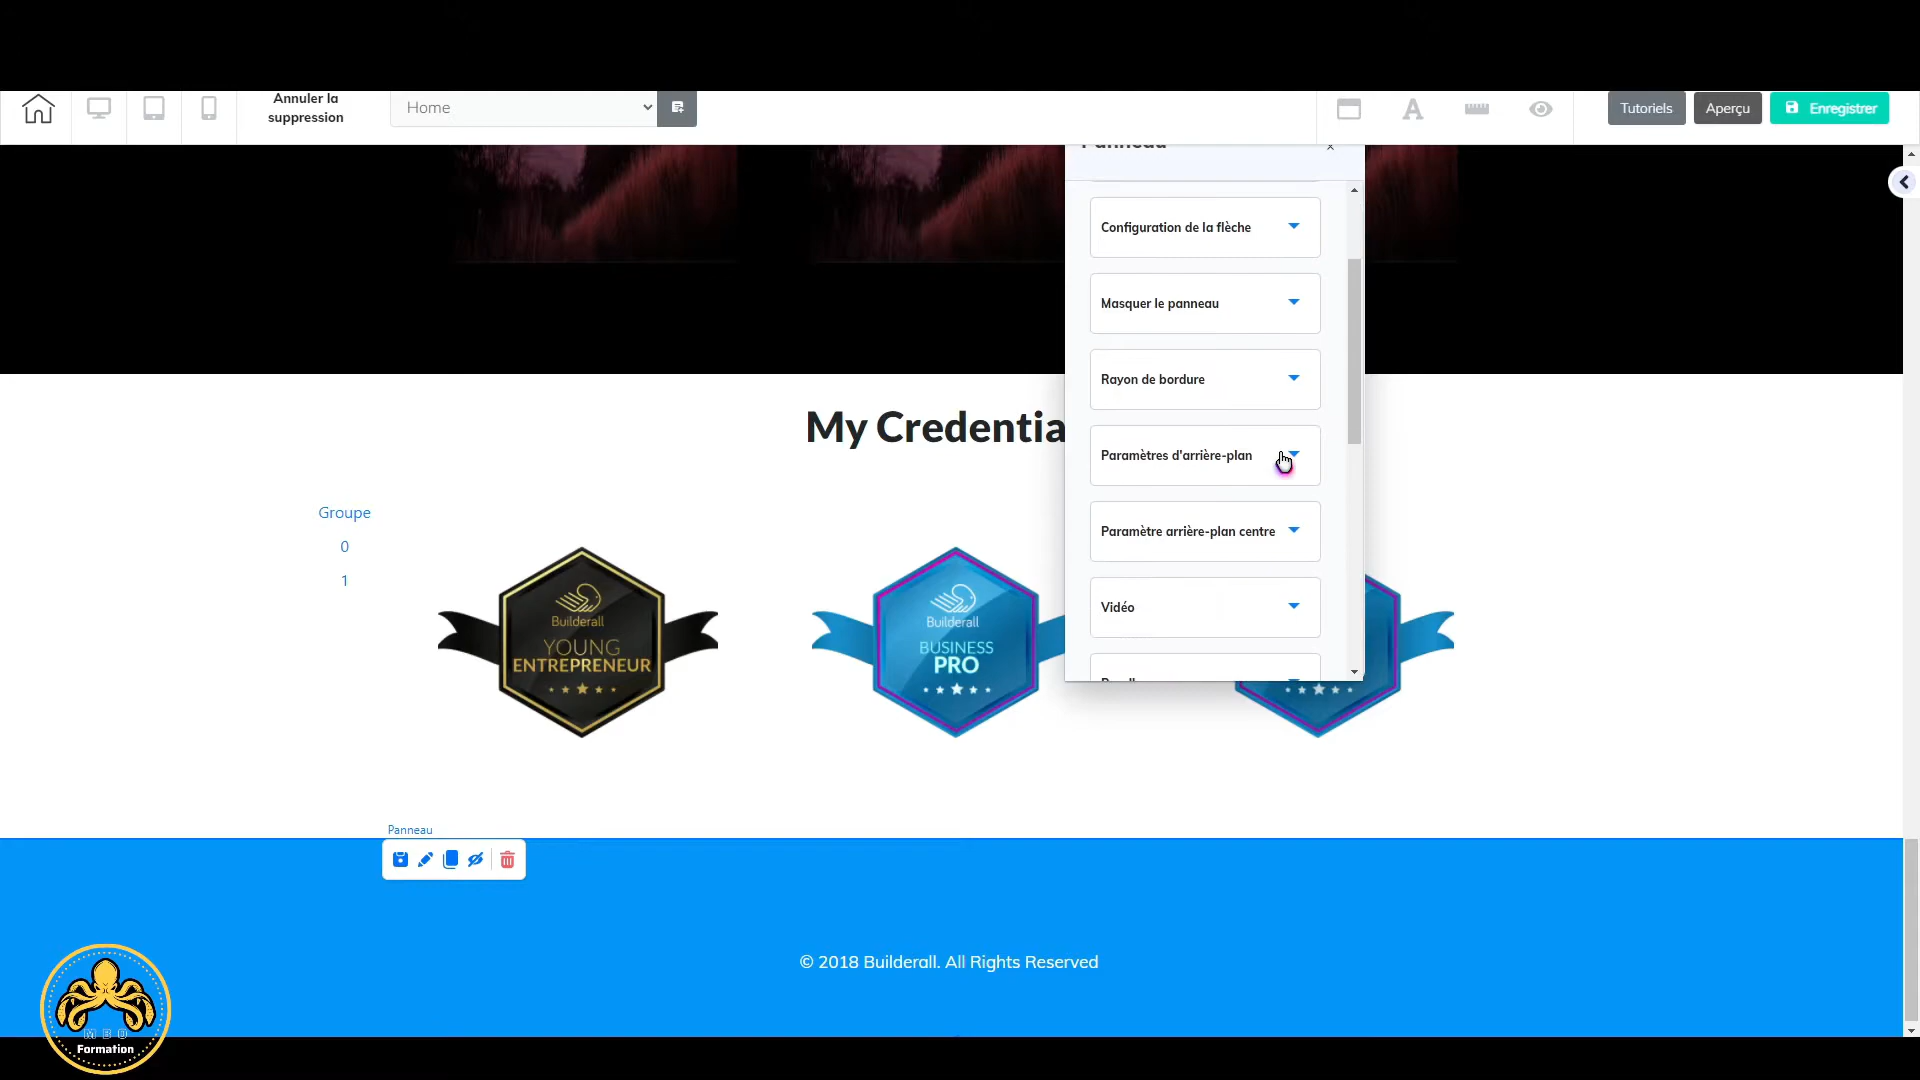 Annuler la
suppression
Home
Tutoriels
Aperçu
Enregistrer
Panneau
Configuration de la flèche
Masquer le panneau
Rayon de bordure
Paramètres d'arrière-plan
Paramètre arrière-plan centre
Vidéo
My Credentia
Groupe
0
1
Builderall
YOUNG
ENTREPRENEUR
Builderall
BUSINESS
PRO
Panneau
© 2018 Builderall. All Rights Reserved
M B O
Formation